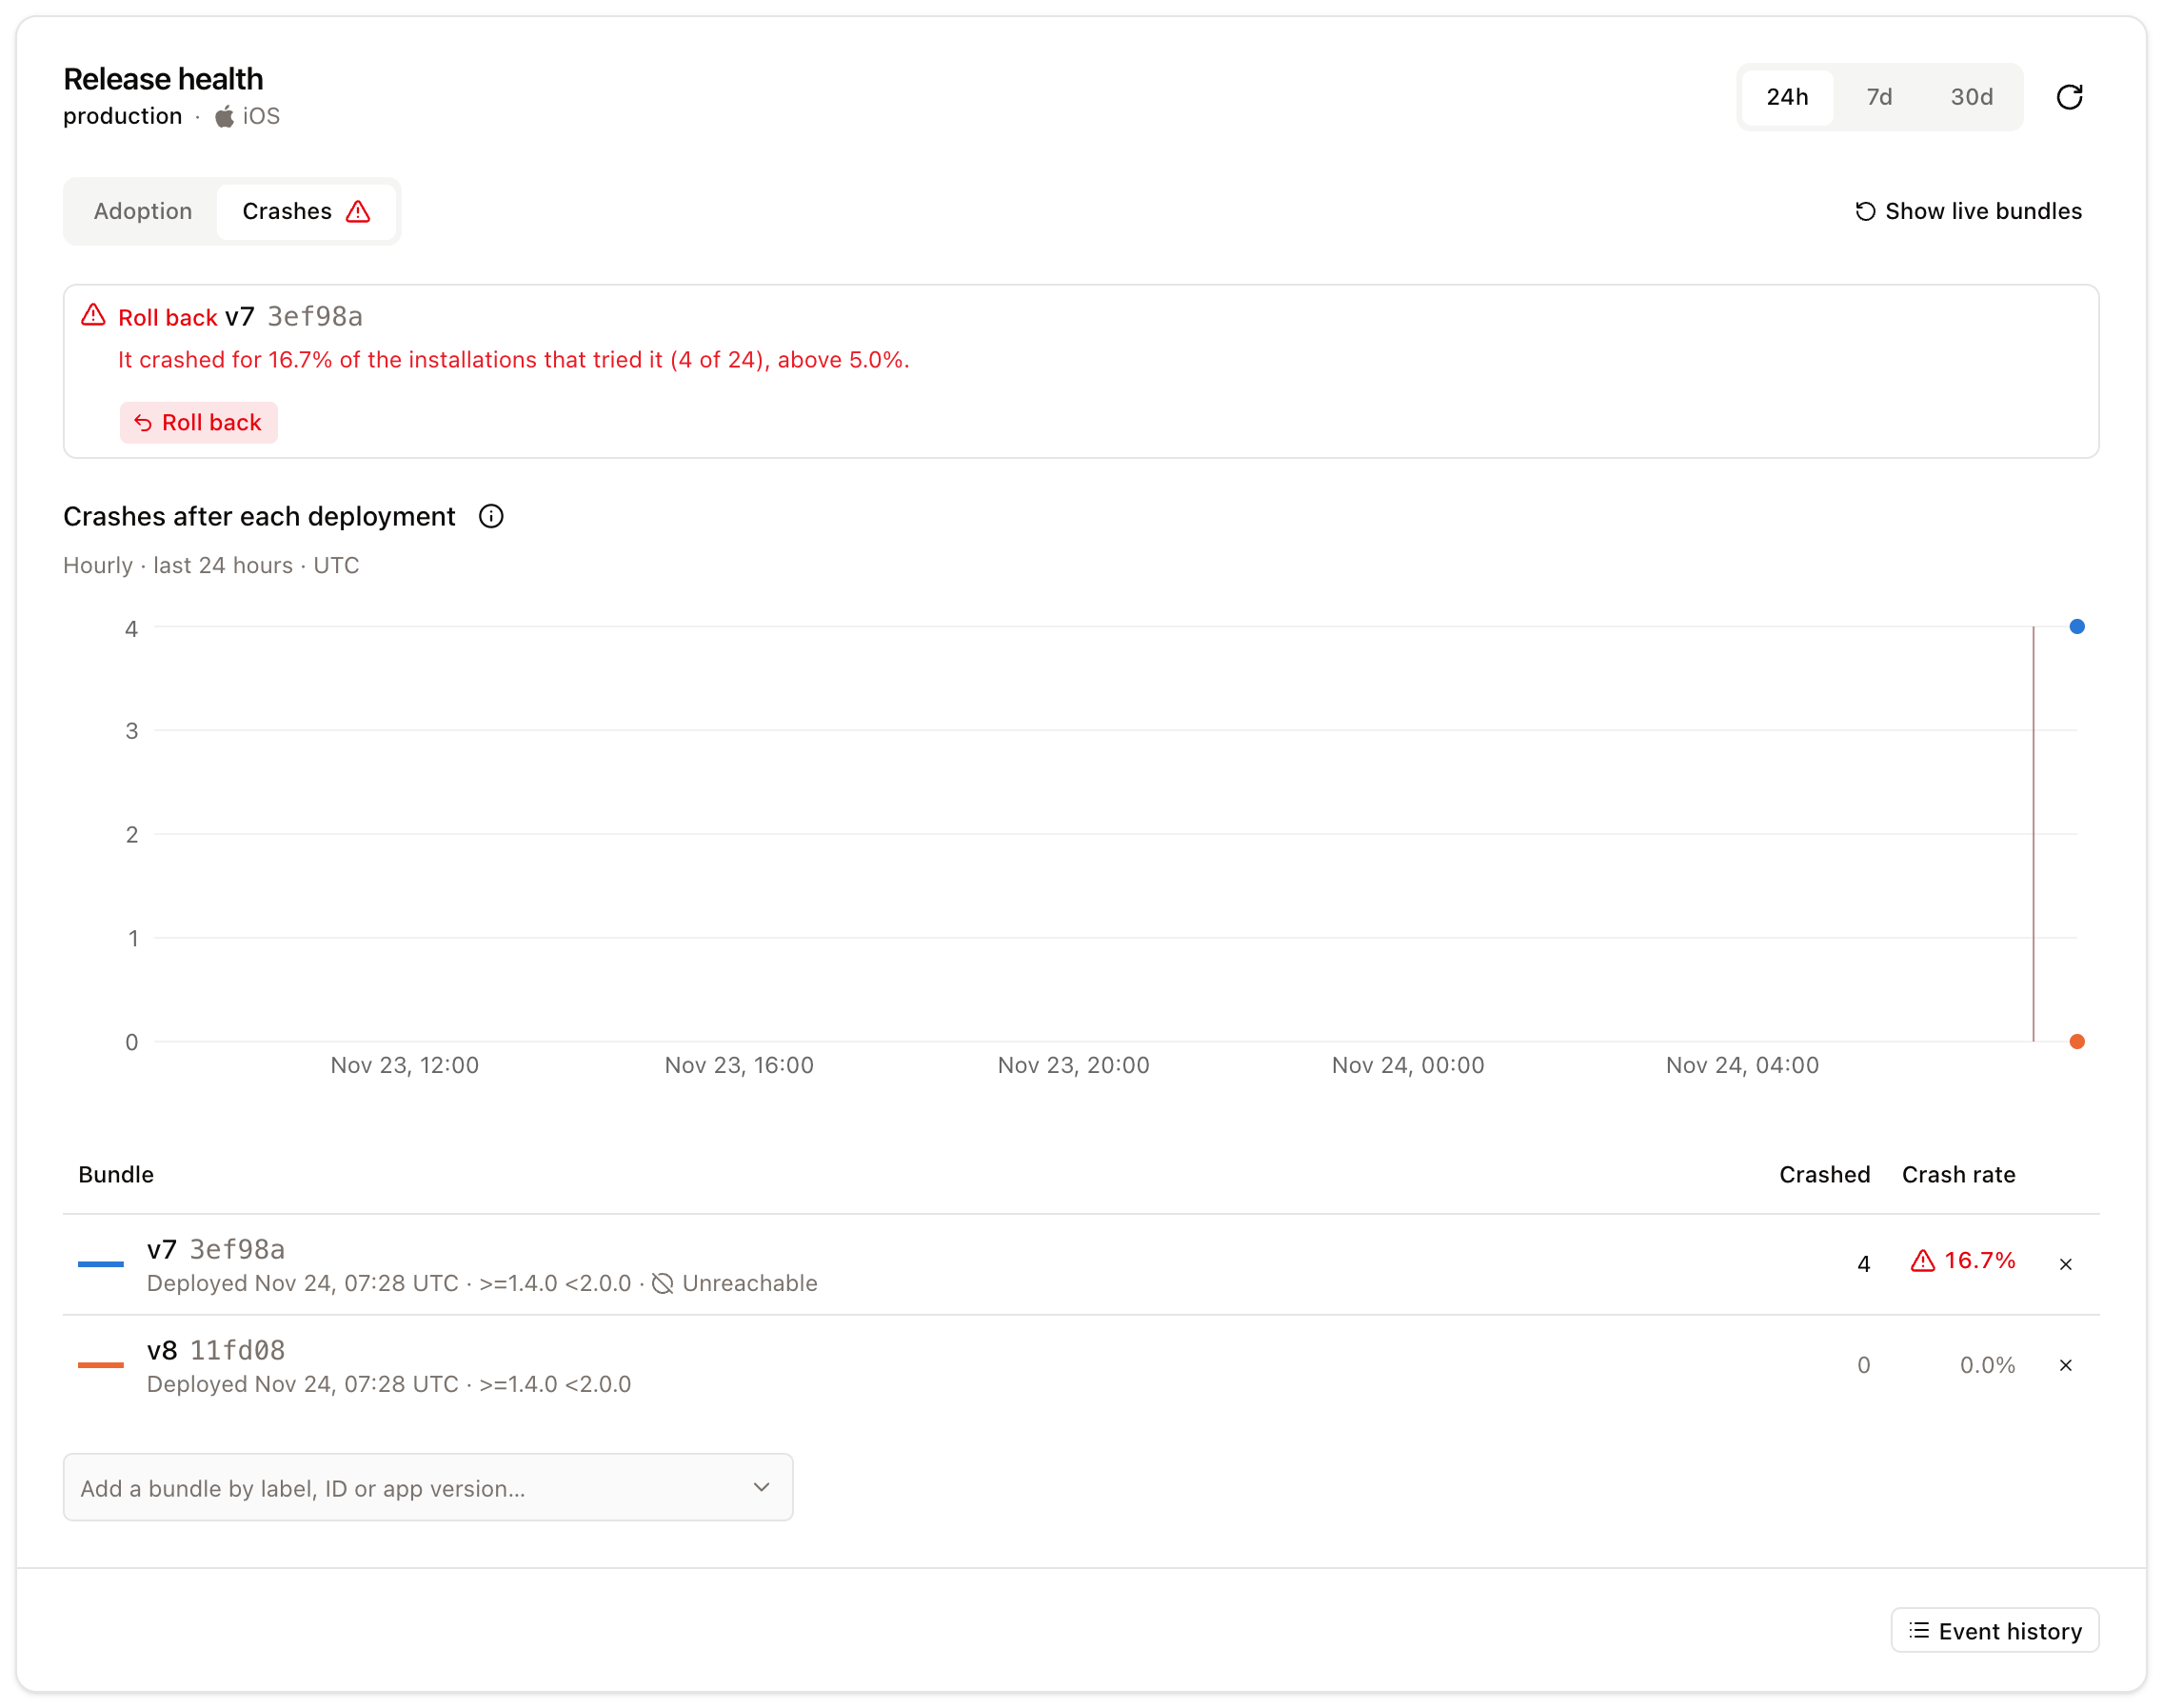 Release health
production · iOS
24h 7d 30d
Adoption Crashes
Show live bundles
Roll back v7 3ef98a
It crashed for 16.7% of the installations that tried it (4 of 24), above 5.0%.
Roll back
Crashes after each deployment
Hourly · last 24 hours · UTC
4
3
2
1
0
Nov 23, 12:00 Nov 23, 16:00 Nov 23, 20:00 Nov 24, 00:00 Nov 24, 04:00
Bundle Crashed Crash rate
v7 3ef98a
Deployed Nov 24, 07:28 UTC · >=1.4.0 <2.0.0 · Unreachable
4 16.7%
v8 11fd08
Deployed Nov 24, 07:28 UTC · >=1.4.0 <2.0.0
0 0.0%
Add a bundle by label, ID or app version...
Event history